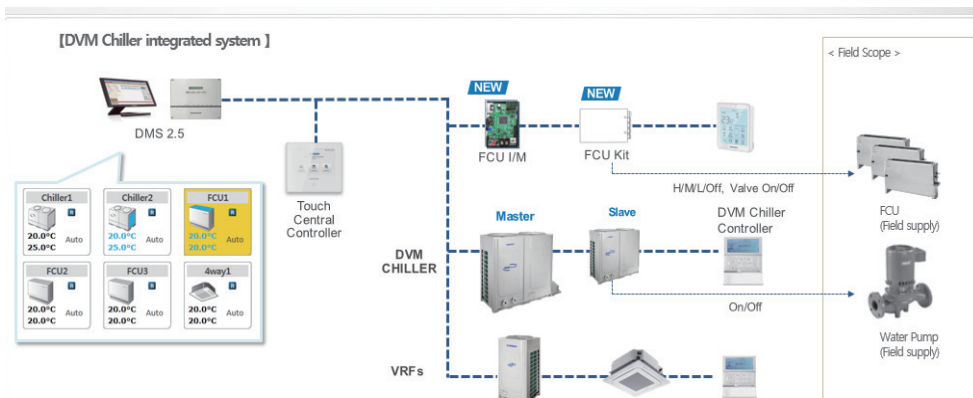 [DVM Chiller integrated system ]
< Field Scope >
NEW
NEW
DMS 2.5
FCU I/M
FCU Kit
H/M/L/Off, Valve On/Off
Touch
Central
Controller
FCU
(Field supply)
Chiller1
20.0°C
25.0°C
Auto
Chiller2
20.0°C
25.0°C
Auto
FCU1
20.0°C
20.0°C
Auto
FCU2
20.0°C
20.0°C
Auto
FCU3
20.0°C
20.0°C
Auto
4way1
20.0°C
20.0°C
Auto
Master
Slave
DVM Chiller
Controller
DVM
CHILLER
On/Off
Water Pump
(Field supply)
VRFs